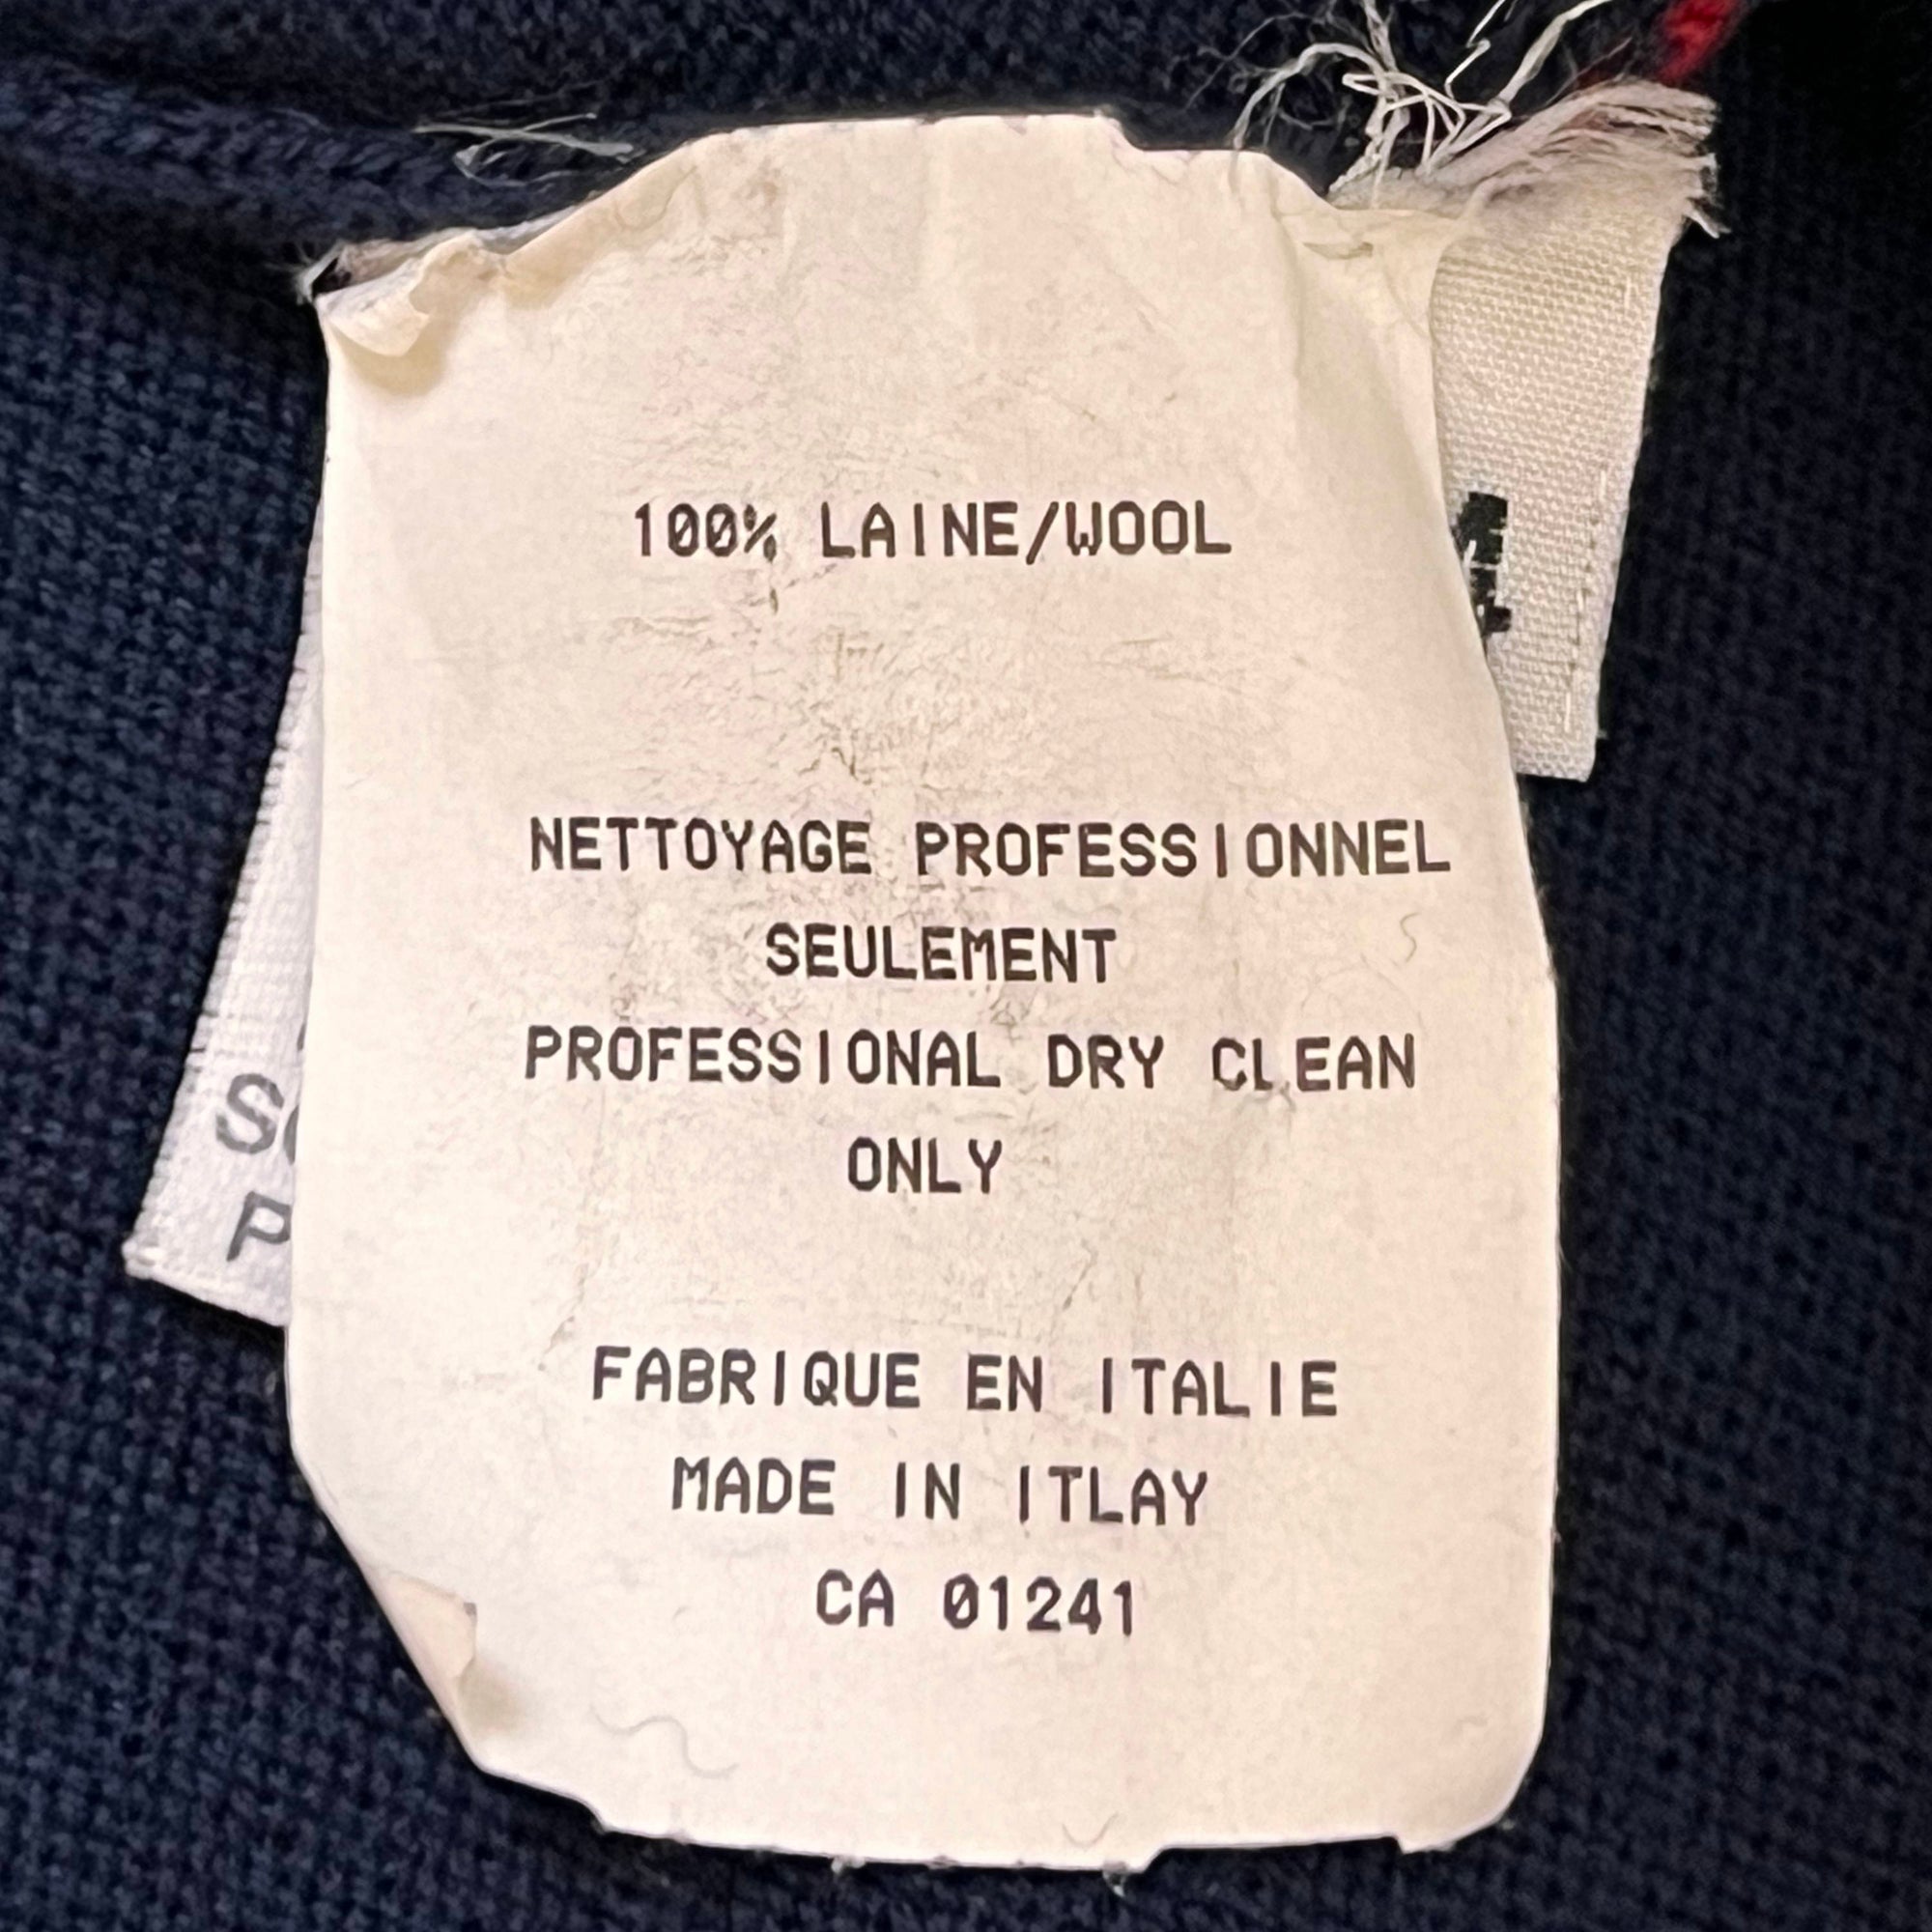 100% LAINE/WOOL
NETTOYAGE PROFESSIONNEL
SEULEMENT
PROFESSIONAL DRY CLEAN
ONLY
FABRIQUE EN ITALIE
MADE IN ITLAY
CA 01241